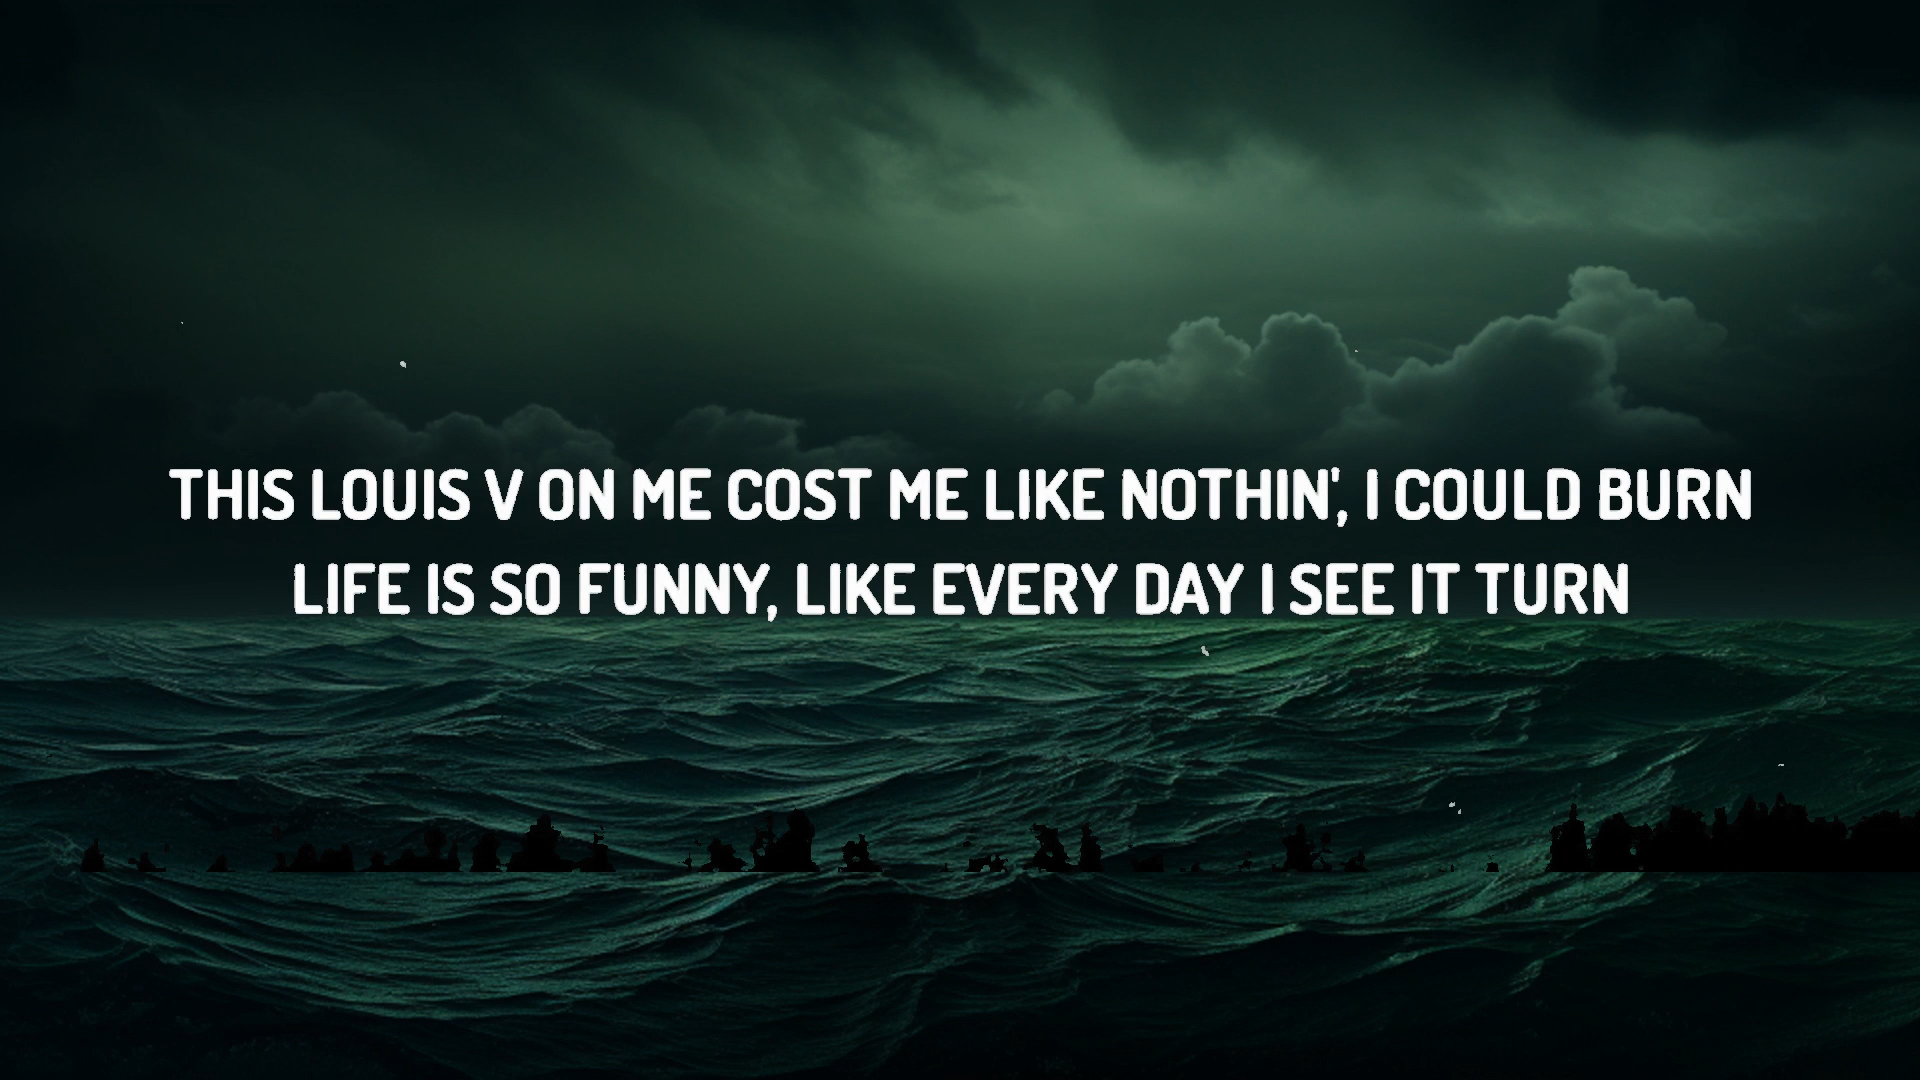 THIS LOUIS V ON ME COST ME LIKE NOTHIN', I COULD BURN
LIFE IS SO FUNNY, LIKE EVERY DAY I SEE IT TURN